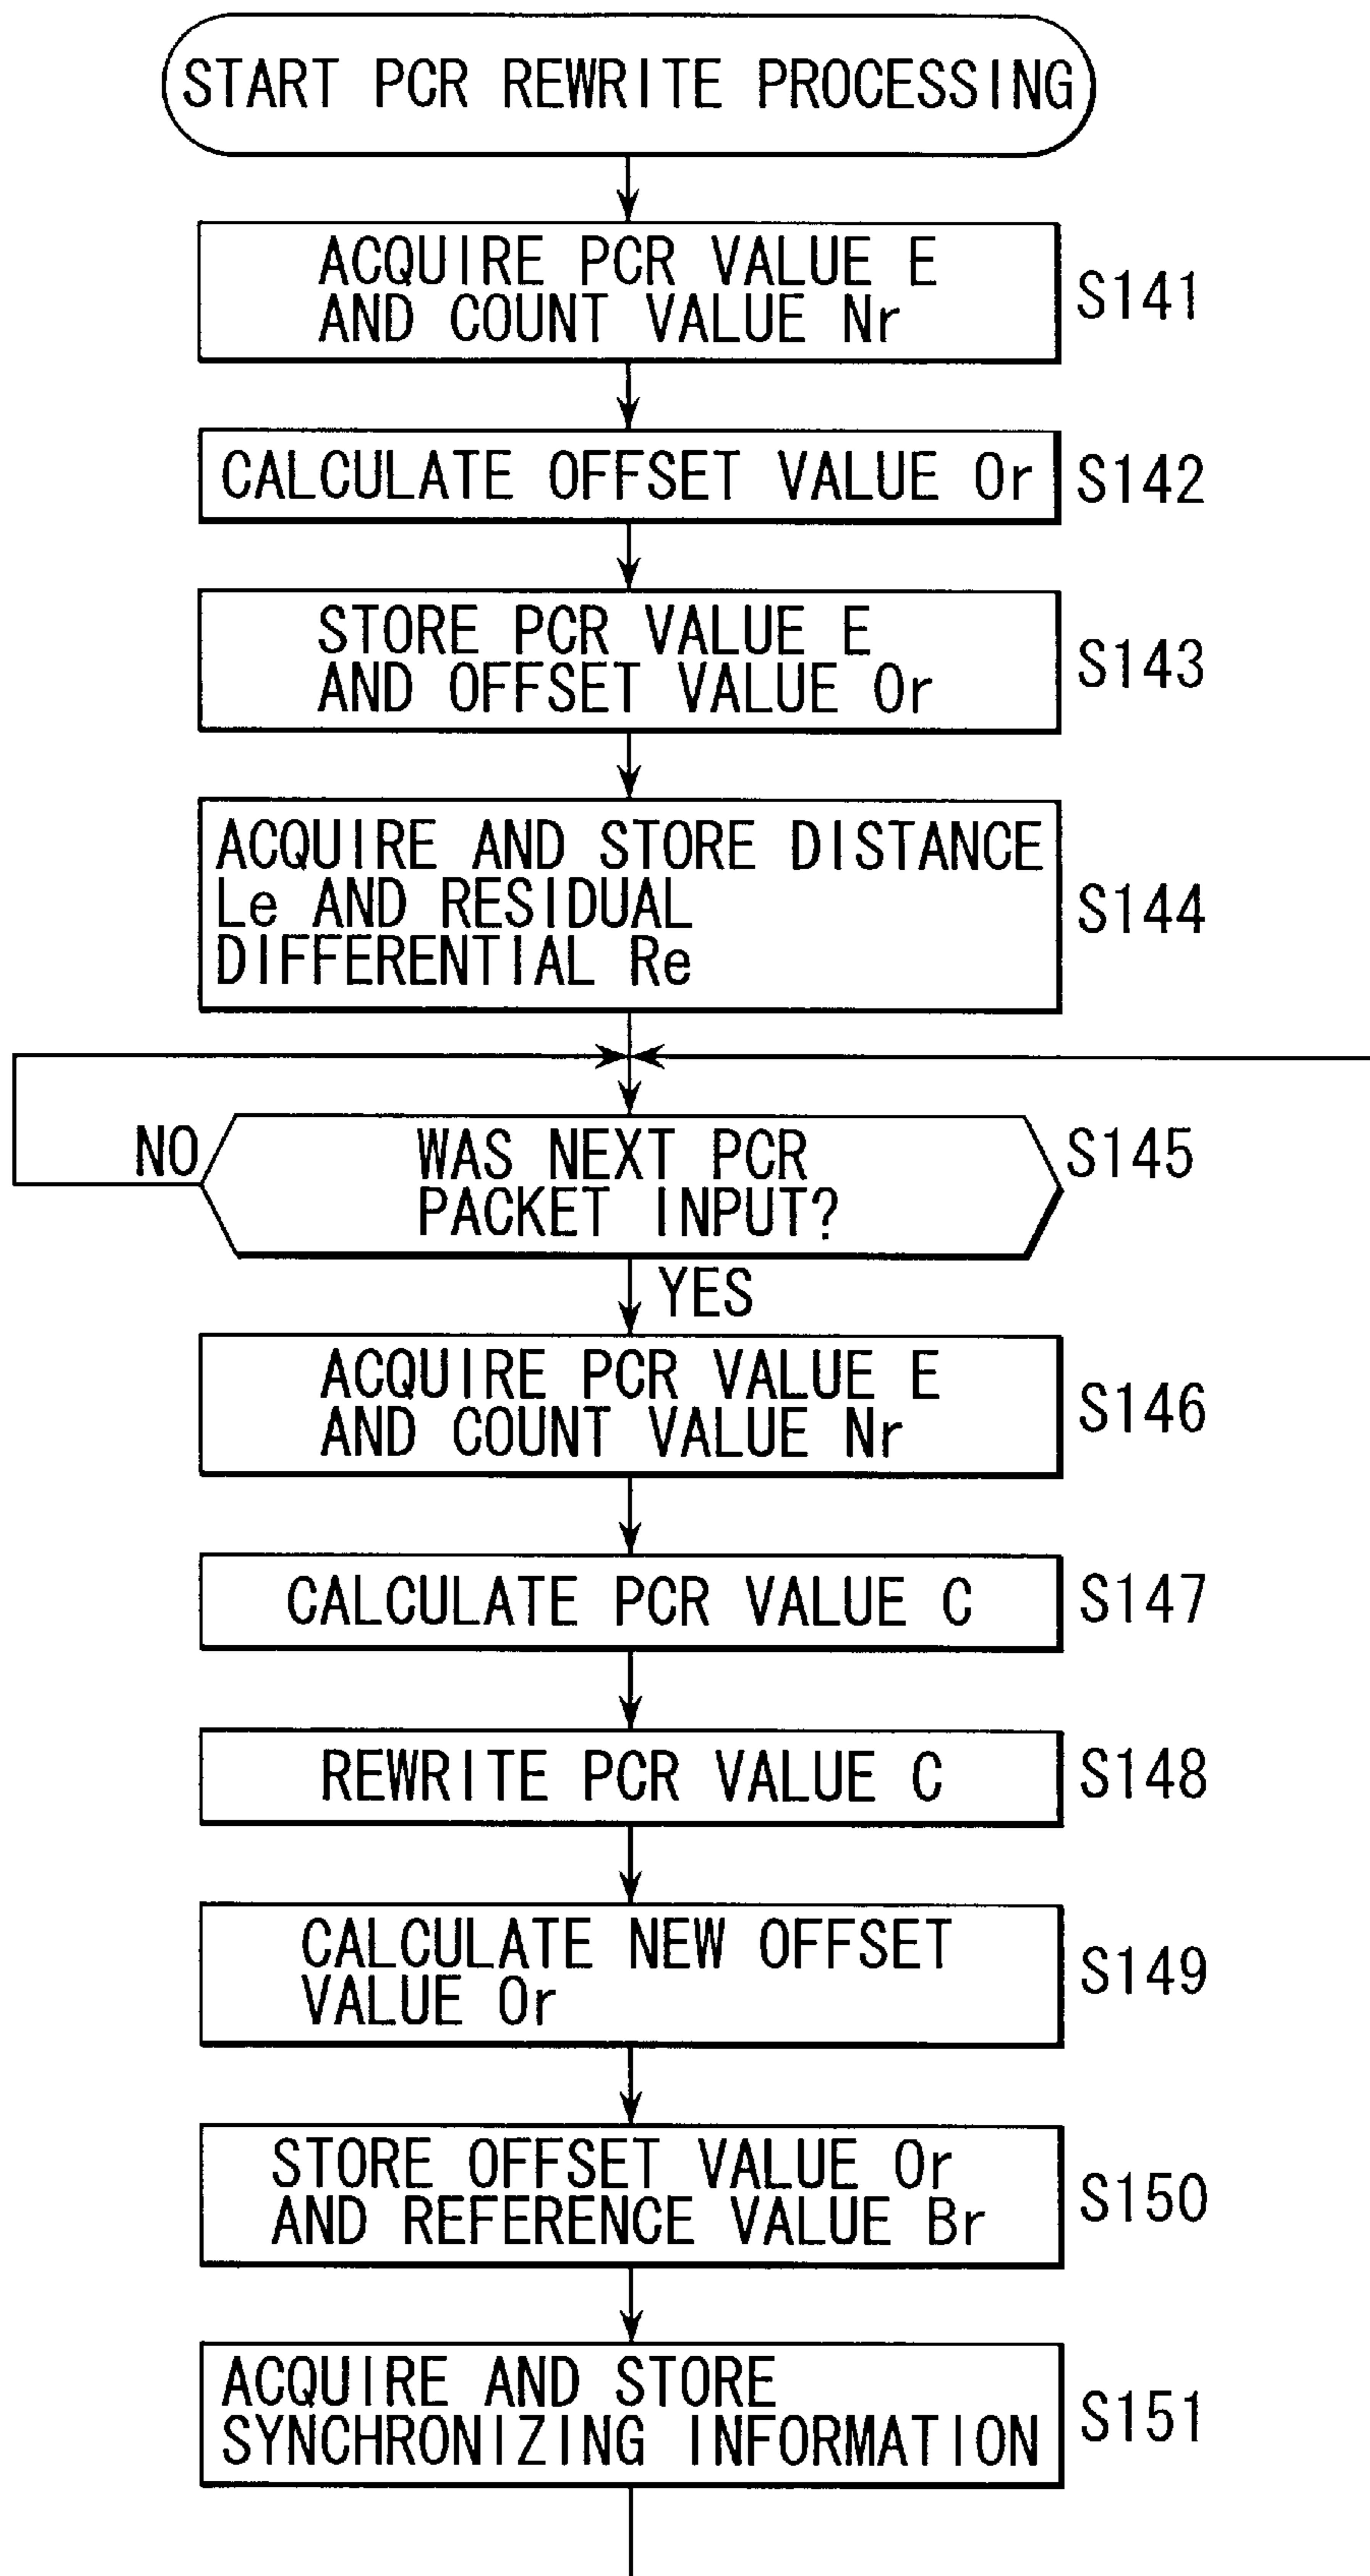 START PCR REWRITE PROCESSING
ACQUIRE PCR VALUE E
AND COUNT VALUE Nr
S141
CALCULATE OFFSET VALUE Or
S142
STORE PCR VALUE E
AND OFFSET VALUE Or
S143
ACQUIRE AND STORE DISTANCE
Le AND RESIDUAL
DIFFERENTIAL Re
S144
NO
WAS NEXT PCR
PACKET INPUT?
S145
YES
ACQUIRE PCR VALUE E
AND COUNT VALUE Nr
S146
CALCULATE PCR VALUE C
S147
REWRITE PCR VALUE C
S148
CALCULATE NEW OFFSET
VALUE Or
S149
STORE OFFSET VALUE Or
AND REFERENCE VALUE Br
S150
ACQUIRE AND STORE
SYNCHRONIZING INFORMATION
S151